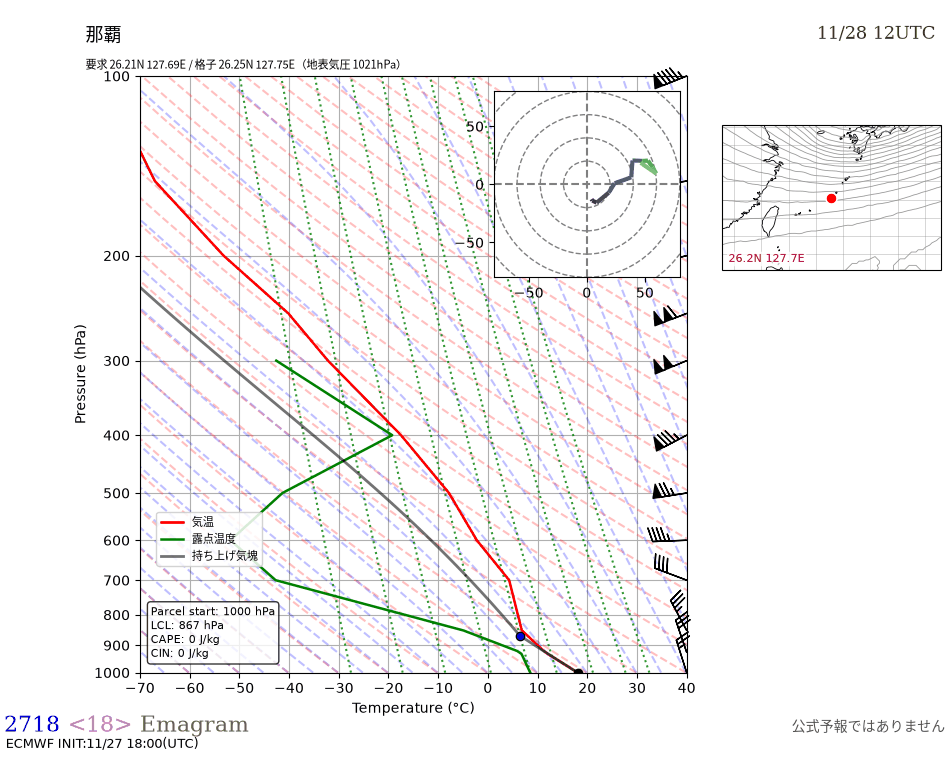 那覇
11/28 12UTC
要求 26.21N 127.69E / 格子 26.25N 127.75E（地表気圧 1021hPa）
100
200
300
400
500
600
700
800
900
1000
Pressure (hPa)
50
0
−50
−50 0 50
26.2N 127.7E
気温
露点温度
持ち上げ気塊
Parcel start: 1000 hPa
LCL: 867 hPa
CAPE: 0 J/kg
CIN: 0 J/kg
−70 −60 −50 −40 −30 −20 −10 0 10 20 30 40
Temperature (°C)
2718 <18> Emagram
公式予報ではありません
ECMWF INIT:11/27 18:00(UTC)